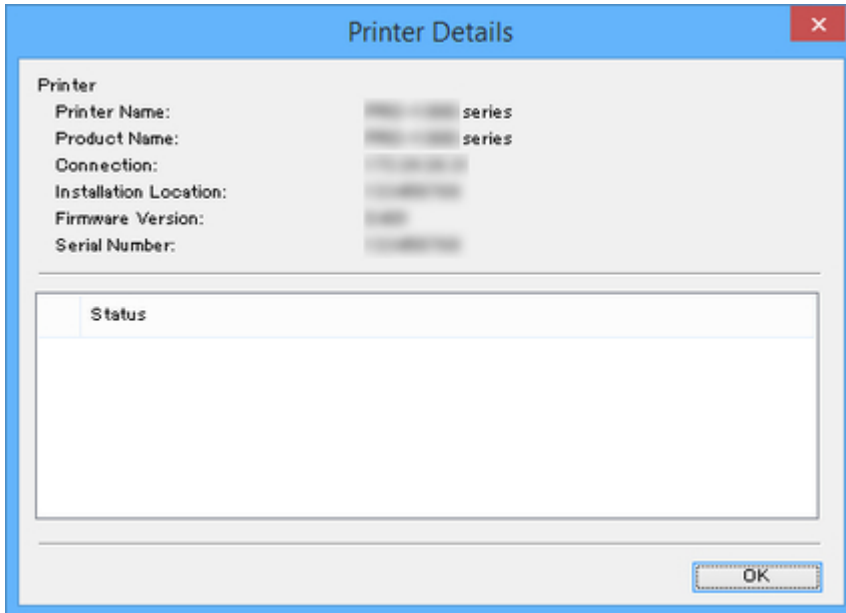 Printer Details
Printer
Printer Name: series
Product Name: series
Connection:
Installation Location:
Firmware Version:
Serial Number:
Status
OK